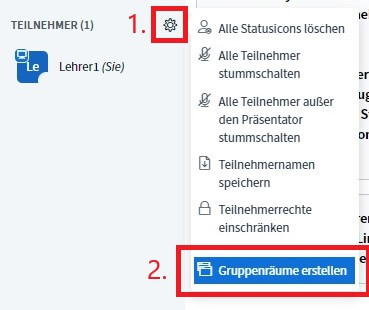 TEILNEHMER (1)
1.
Le
Lehrer1 (Sie)
Alle Statusicons löschen
Alle Teilnehmer
stummschalten
Alle Teilnehmer außer
den Präsentator
stummschalten
Teilnehmernamen
speichern
Teilnehmerrechte
einschränken
2.
Gruppenräume erstellen